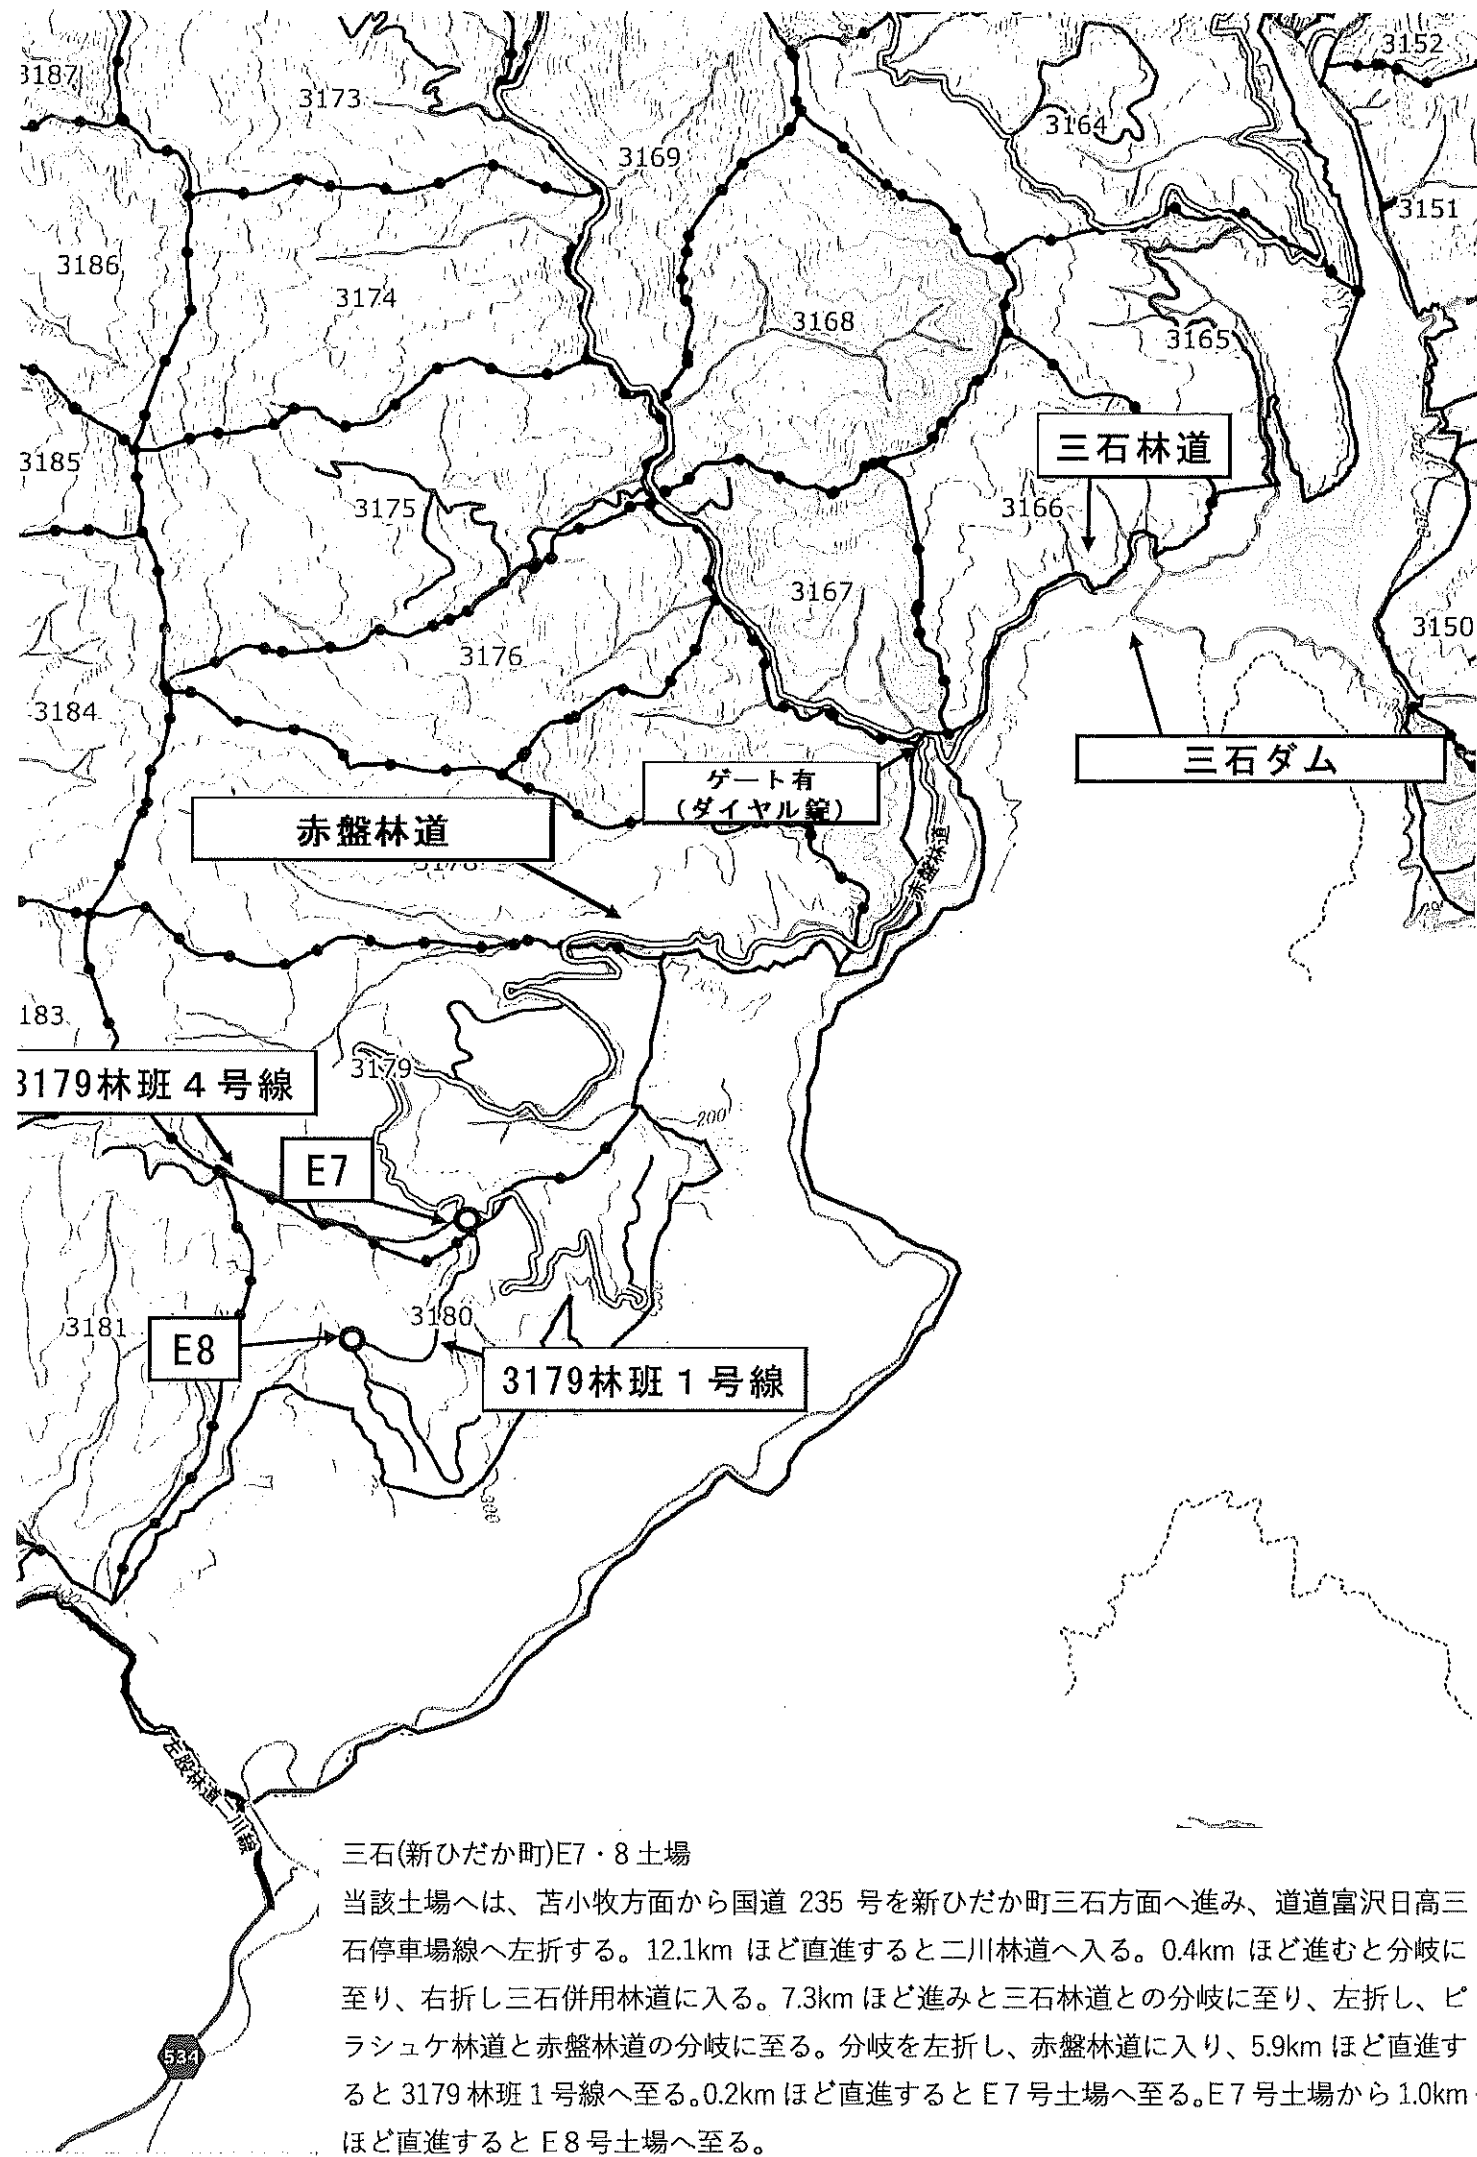 3187
3173
3169
3164
3152
3151
3186
3174
3168
3165
3185
3175
三石林道
3166
3167
3150
3184
3176
三石ダム
ゲート有
(ダイヤル錠)
赤盤林道
赤盤林道
3178
183
3179林班4号線
3179
200
E7
3181
3180
E8
3179林班1号線
300
左股林道二川線
534
三石(新ひだか町)E7・8土場
当該土場へは、苫小牧方面から国道 235 号を新ひだか町三石方面へ進み、道道富沢日高三
石停車場線へ左折する。12.1km ほど直進すると二川林道へ入る。0.4km ほど進むと分岐に
至り、右折し三石併用林道に入る。7.3km ほど進みと三石林道との分岐に至り、左折し、ピ
ラシュケ林道と赤盤林道の分岐に至る。分岐を左折し、赤盤林道に入り、5.9km ほど直進す
ると 3179 林班1号線へ至る。0.2km ほど直進するとE7号土場へ至る。E7号土場から 1.0km
ほど直進するとE8号土場へ至る。